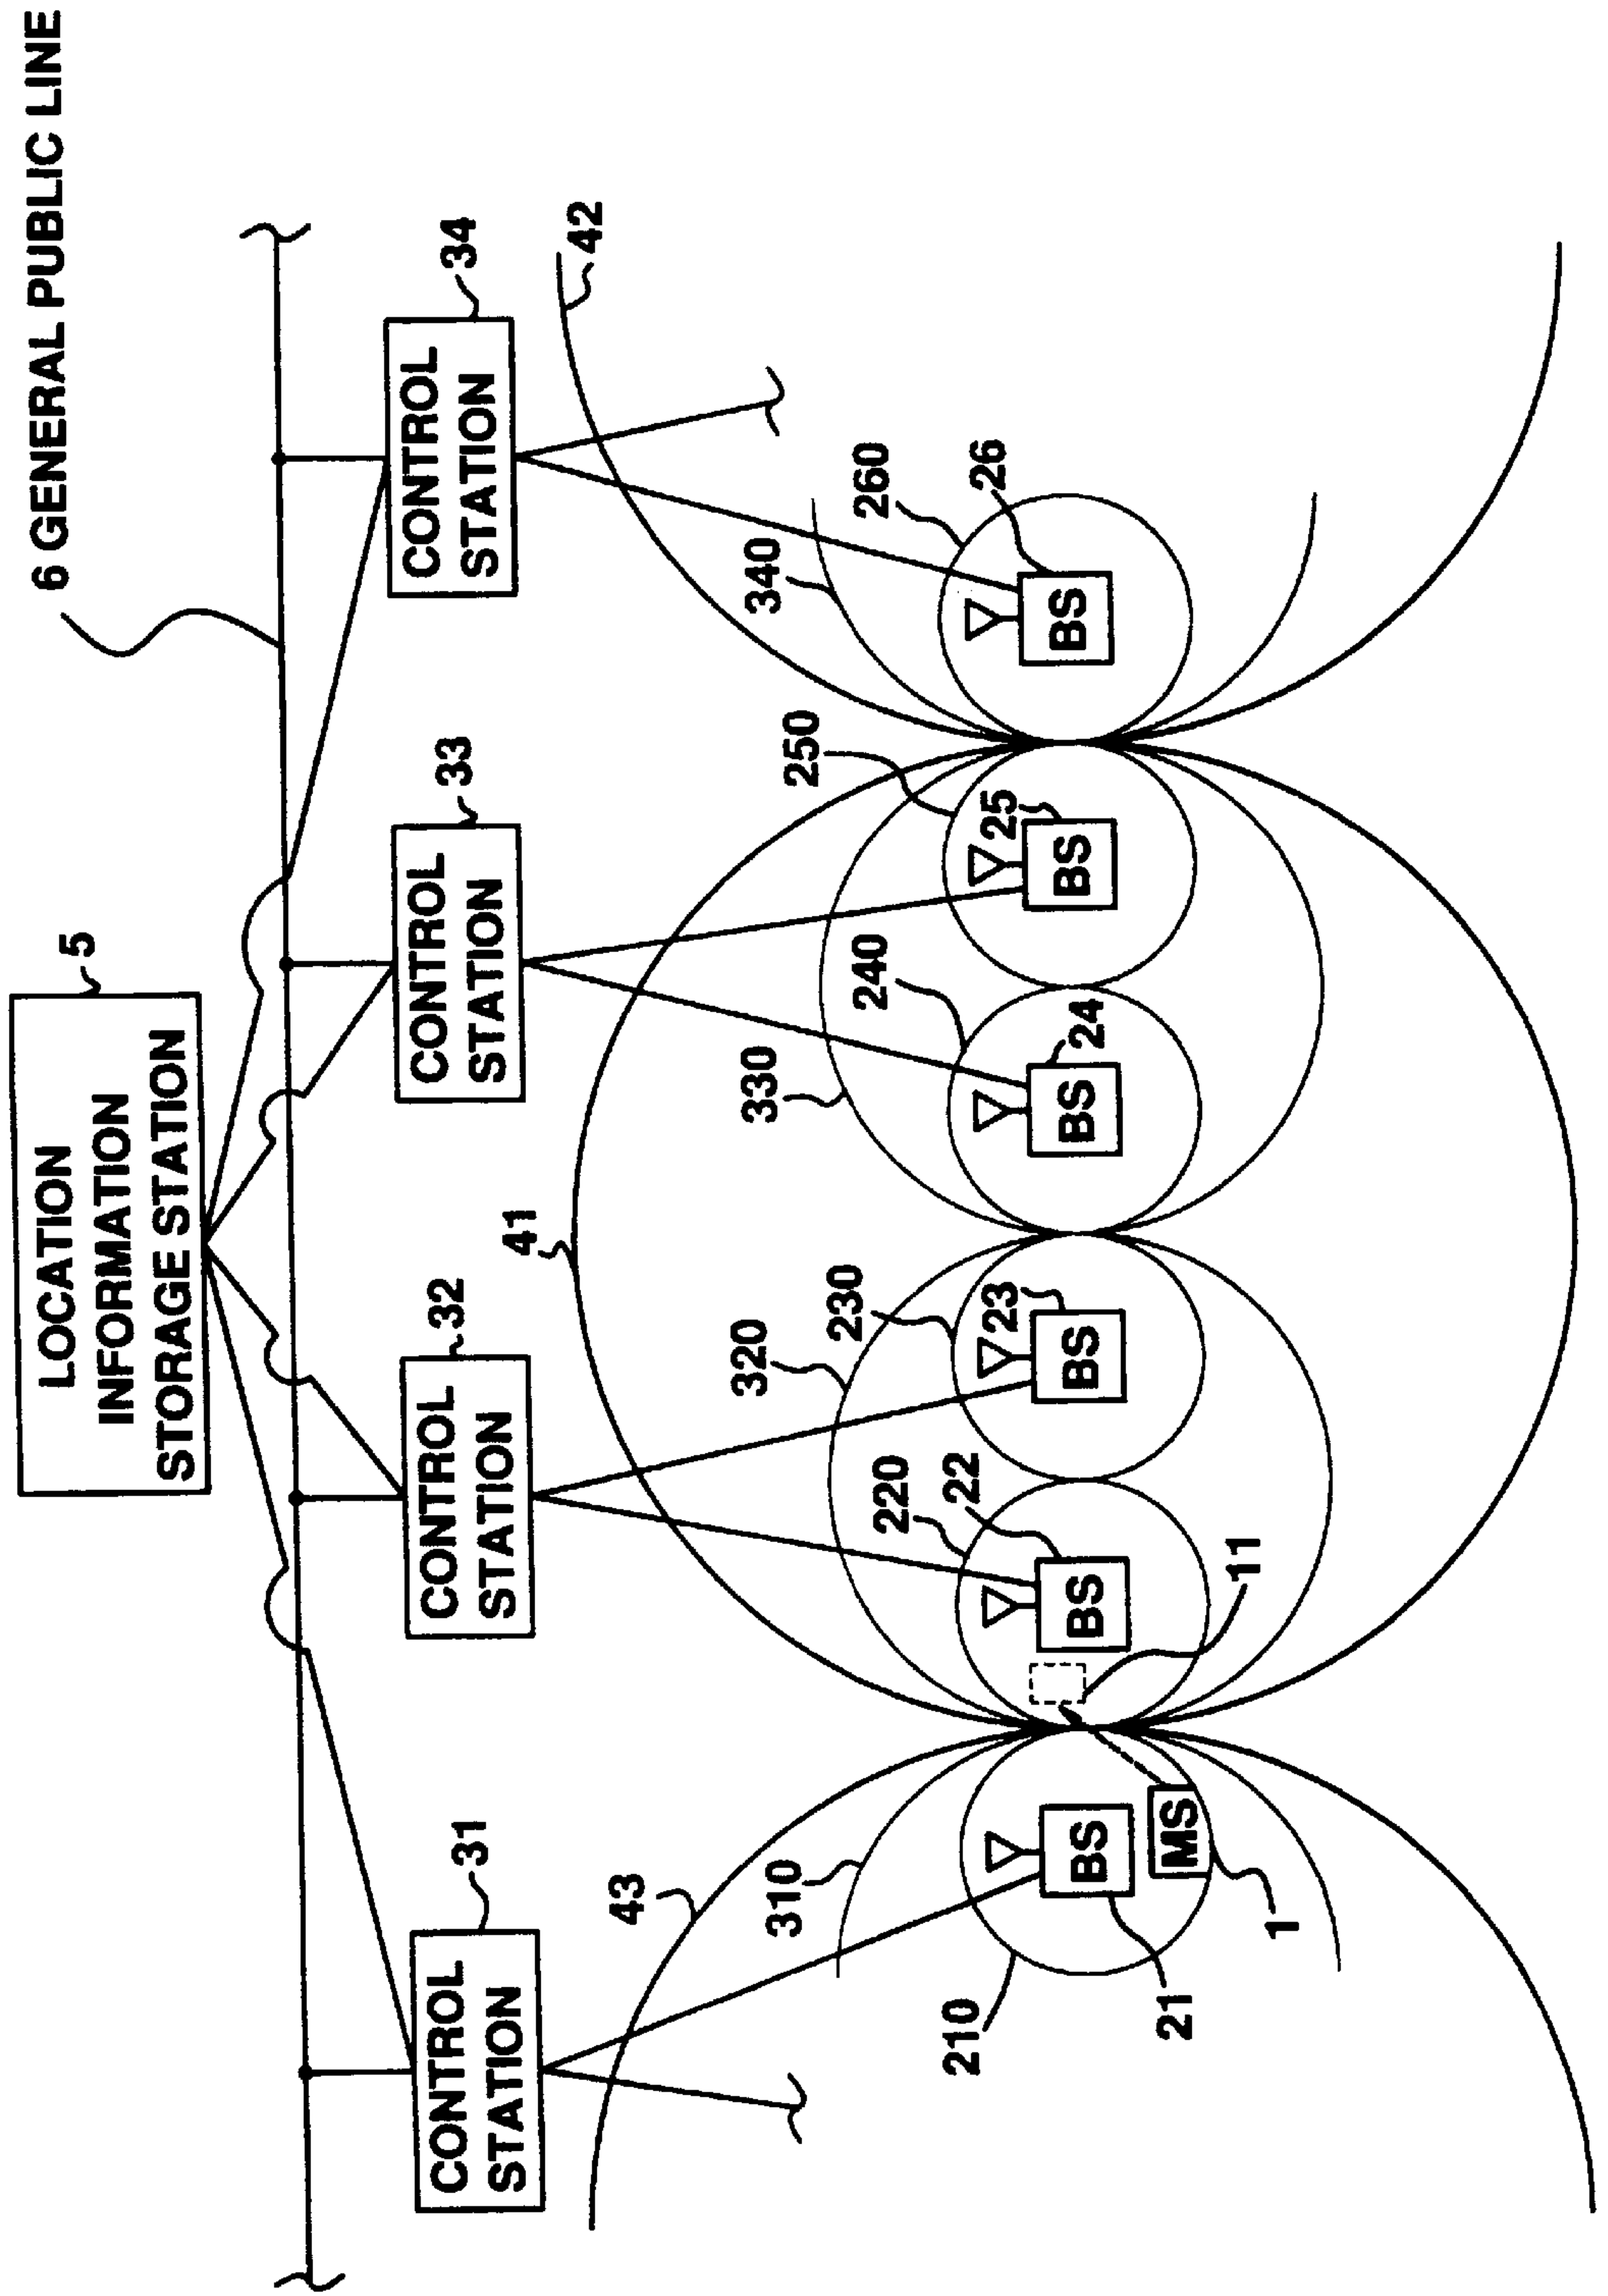 6 GENERAL PUBLIC LINE
LOCATION
INFORMATION
STORAGE STATION
5
CONTROL
STATION
31
CONTROL
STATION
32
CONTROL
STATION
33
CONTROL
STATION
34
43
41
42
310
320
330
340
210
220
230
240
250
260
BS
21
BS
22
BS
23
BS
24
BS
25
BS
26
MS
1
11